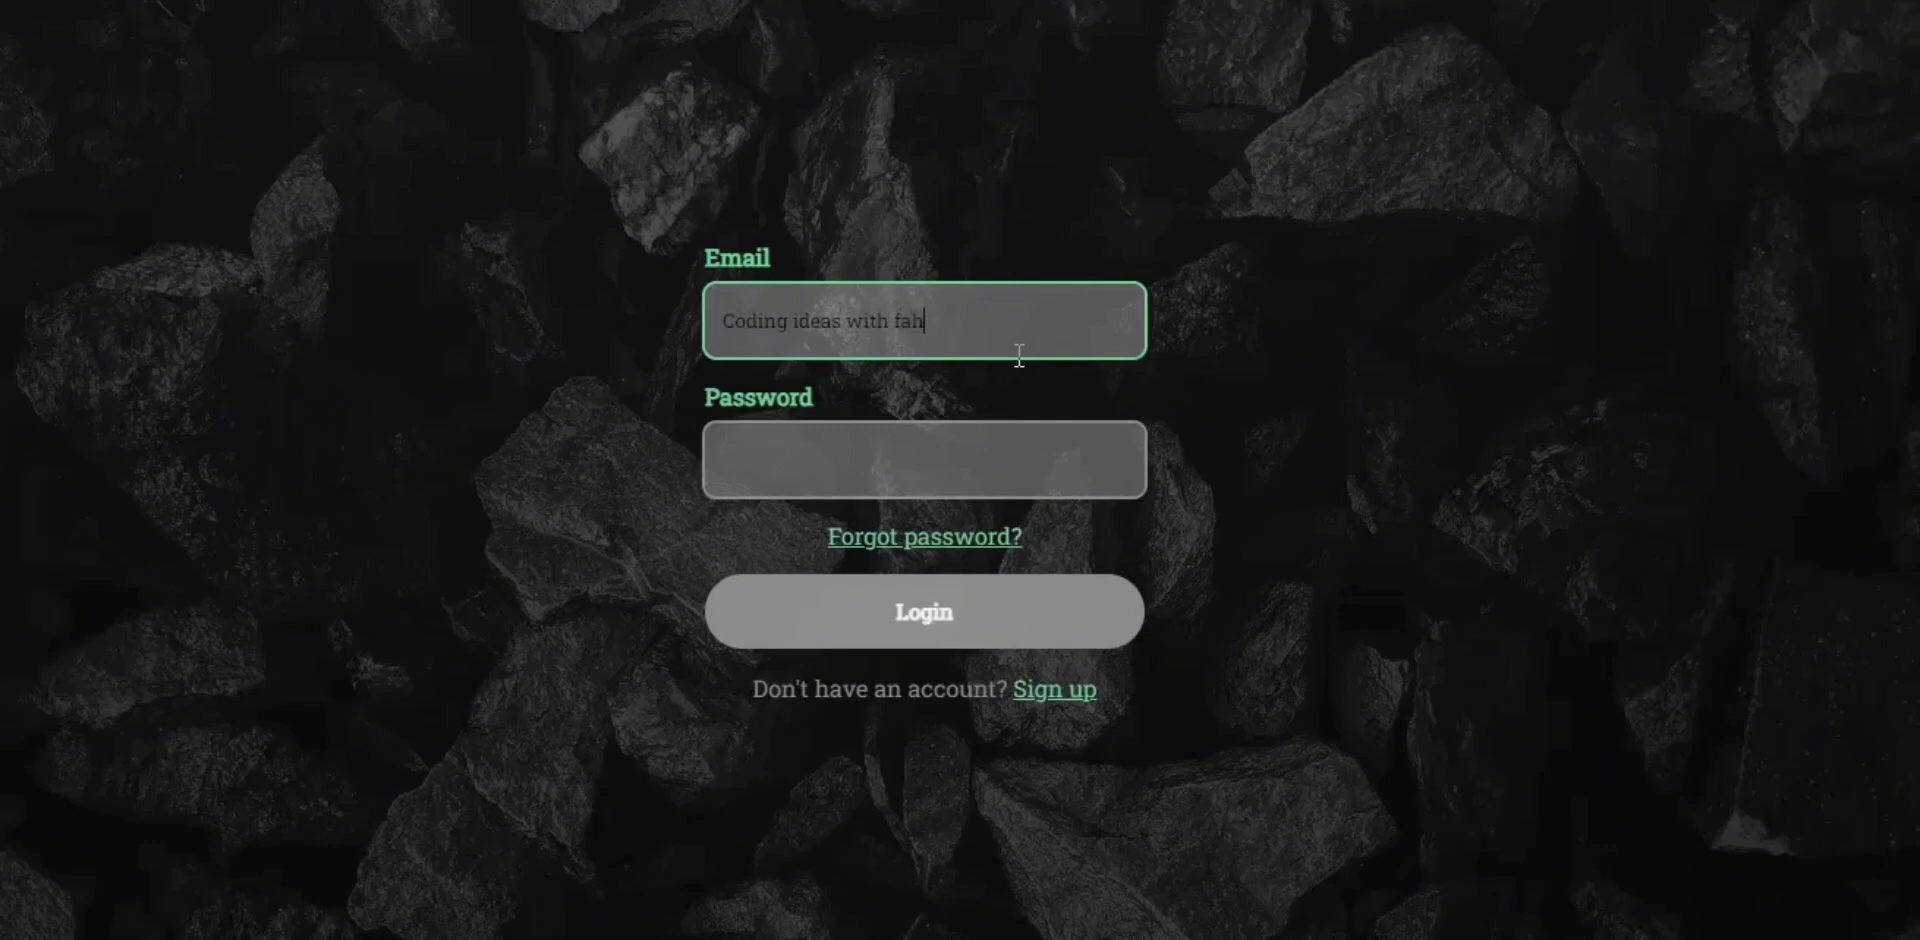 Email
Coding ideas with fah
Password
Forgot password?
Login
Don't have an account? Sign up